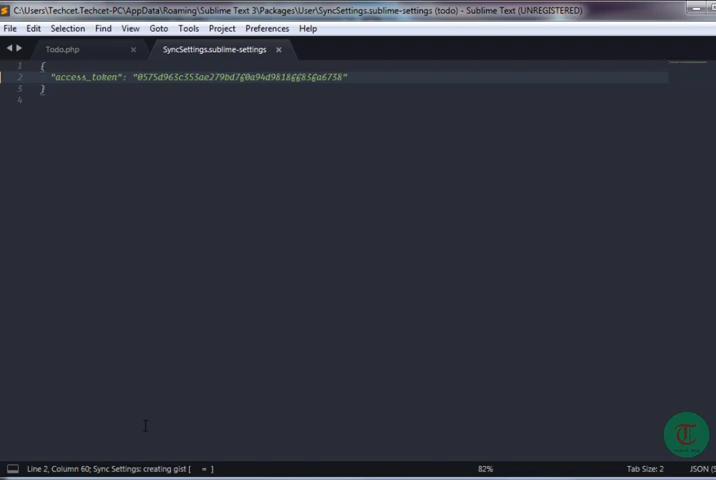 C:\Users\Techcet.Techcet-PC\AppData\Roaming\Sublime Text 3\Packages\User\SyncSettings.sublime-settings (todo) - Sublime Text (UNREGISTERED)
File Edit Selection Find View Goto Tools Project Preferences Help
Todo.php × SyncSettings.sublime-settings ×
1 {
2 "access_token": "0575d963c353ae279bd7f0a94d9818ff83fa6738"
3 }
4
T
Line 2, Column 60; Sync Settings: creating gist [ = ] 82% Tab Size: 2 JSON (S